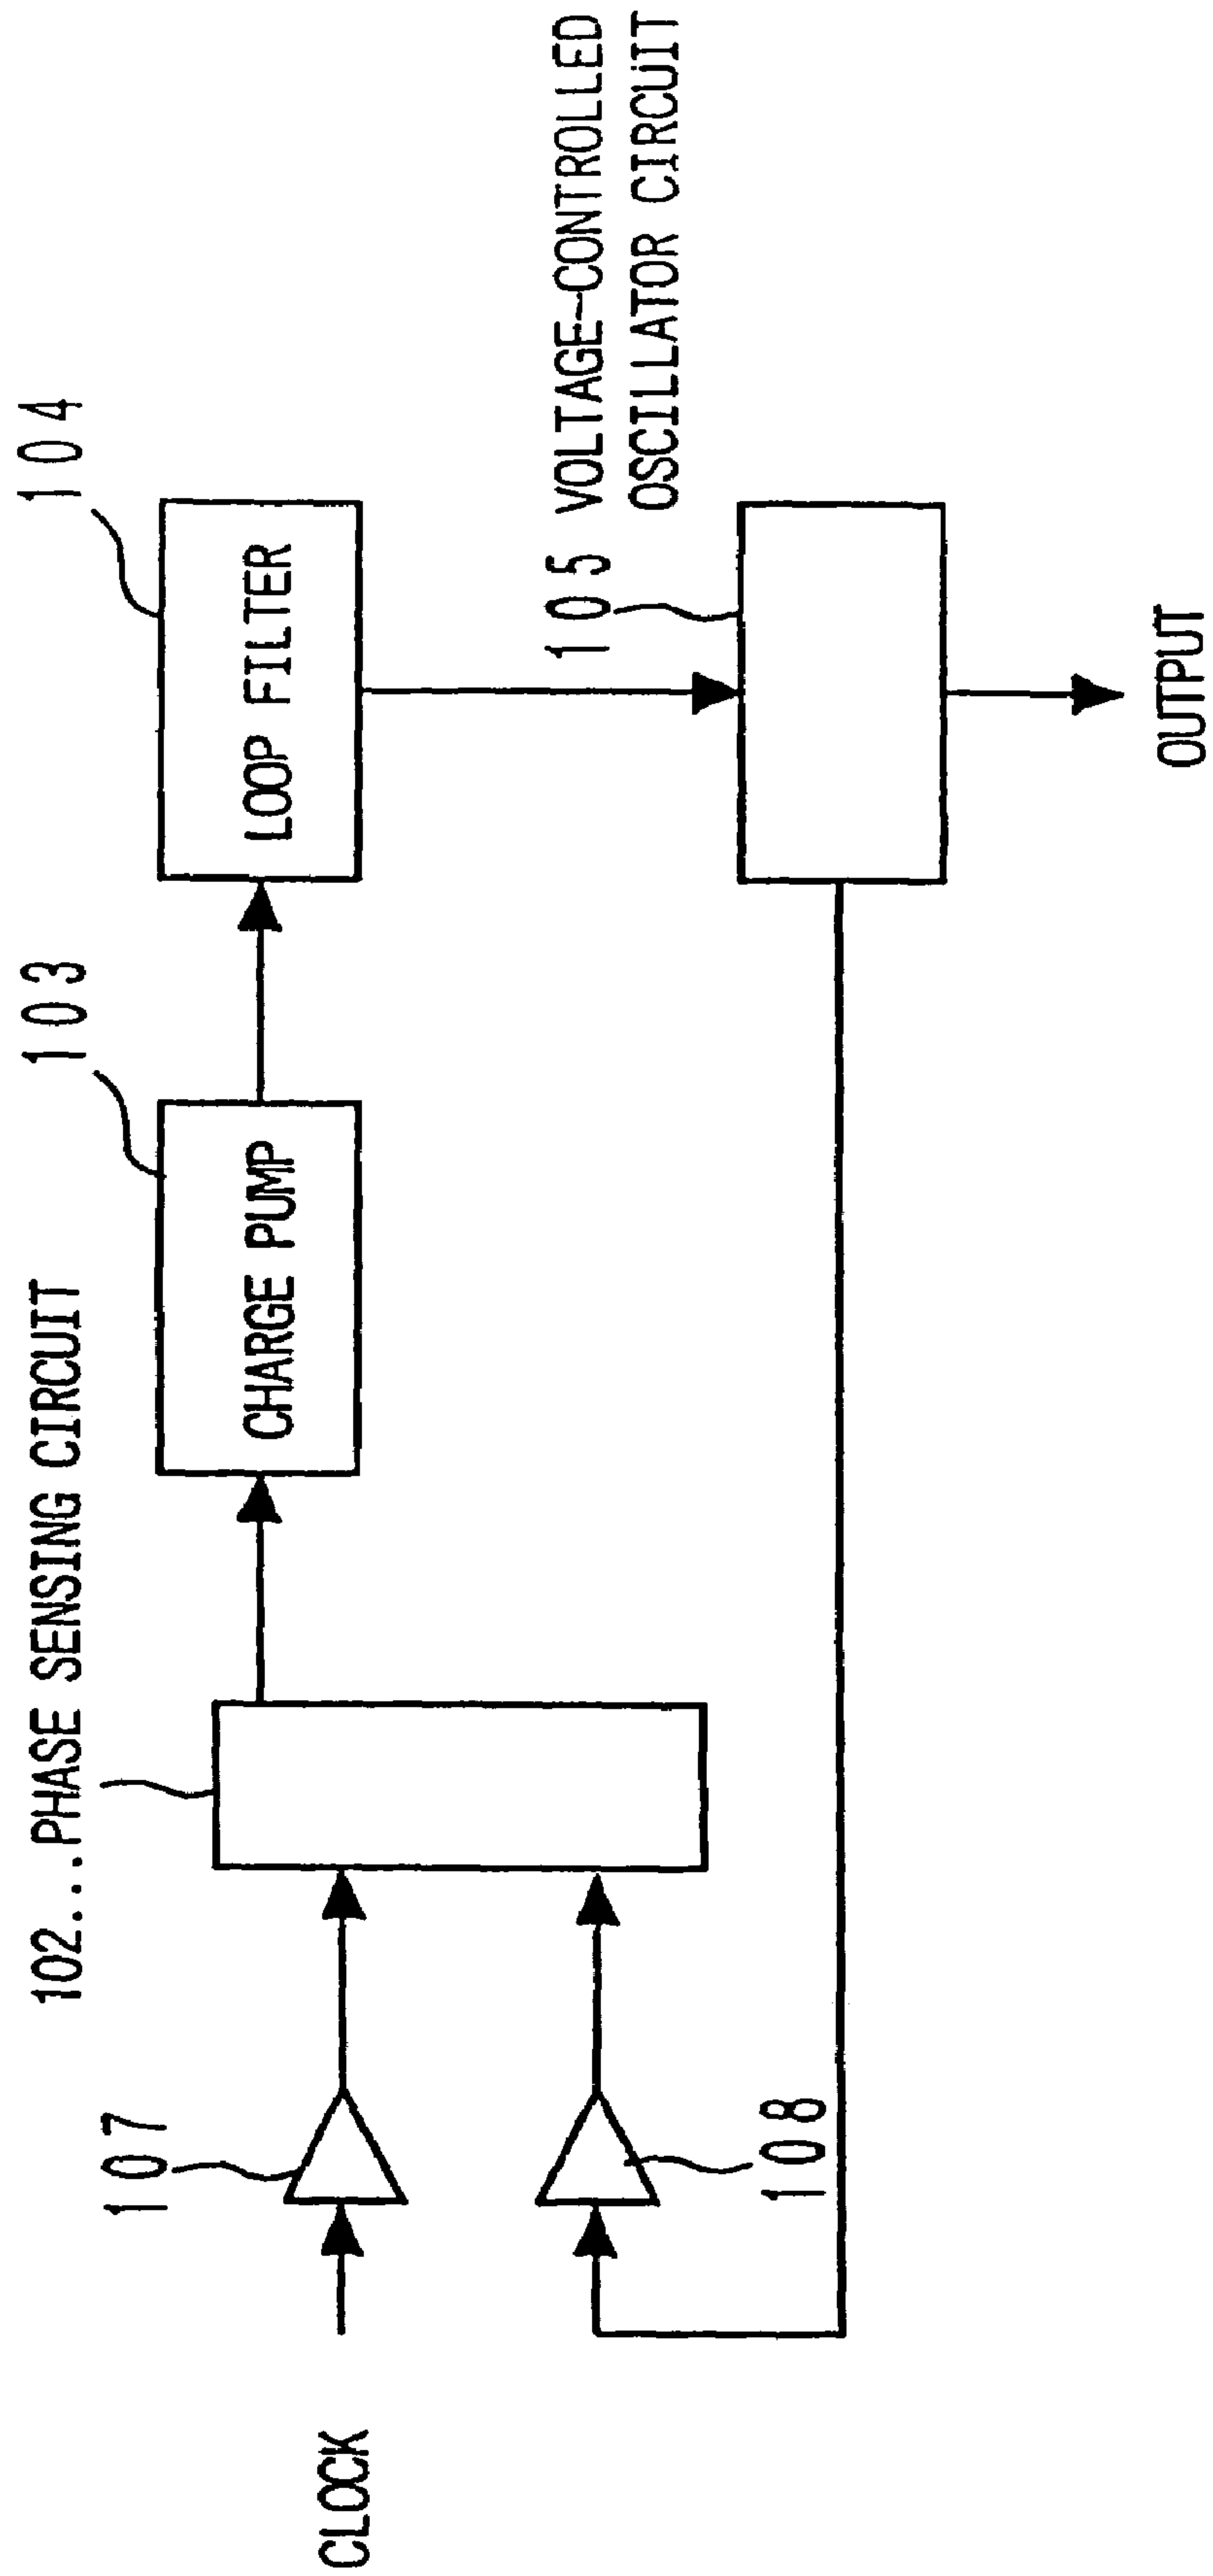 102...PHASE SENSING CIRCUIT
103
104
107
CLOCK
CHARGE PUMP
LOOP FILTER
108
105 VOLTAGE-CONTROLLED
OSCILLATOR CIRCUIT
OUTPUT